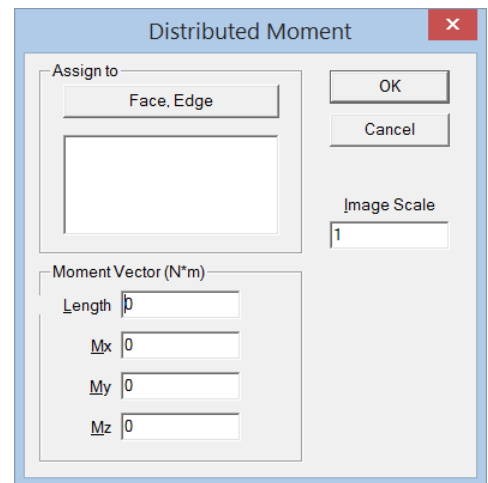 Distributed Moment
Assign to
Face, Edge
OK
Cancel
Image Scale
1
Moment Vector (N*m)
Length 0
Mx 0
My 0
Mz 0